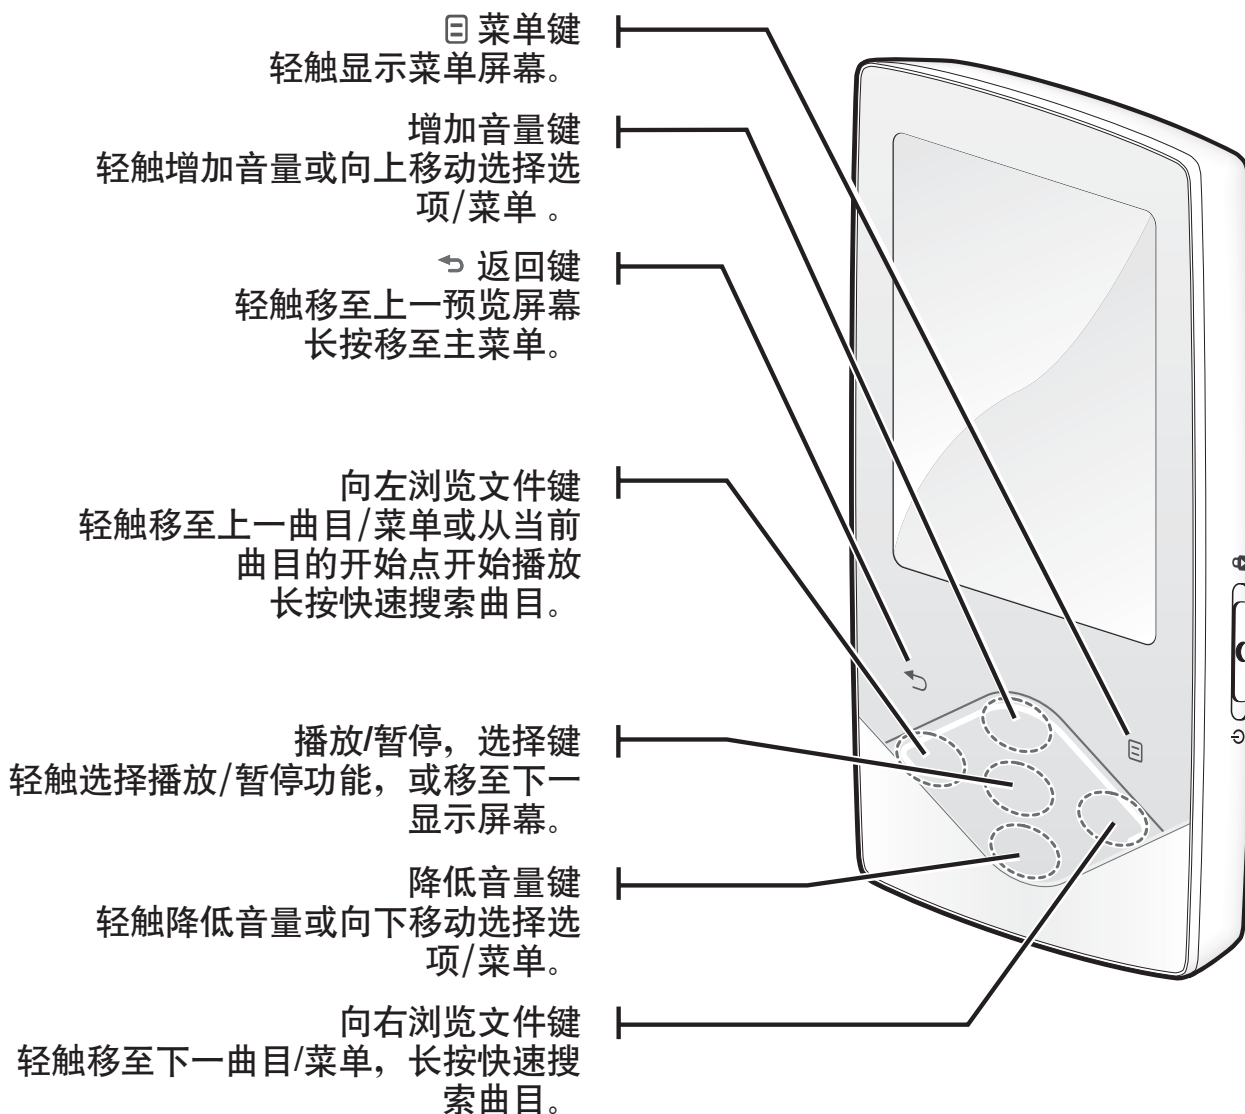 菜单键
轻触显示菜单屏幕。
增加音量键
轻触增加音量或向上移动选择选
项/菜单 。
返回键
轻触移至上一预览屏幕
长按移至主菜单。
向左浏览文件键
轻触移至上一曲目/菜单或从当前
曲目的开始点开始播放
长按快速搜索曲目。
播放/暂停，选择键
轻触选择播放/暂停功能，或移至下一
显示屏幕。
降低音量键
轻触降低音量或向下移动选择选
项/菜单。
向右浏览文件键
轻触移至下一曲目/菜单，长按快速搜
索曲目。